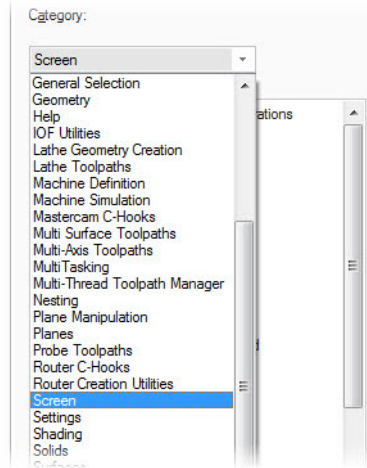 Category:
Screen
General Selection
Geometry
ations
Help
IOF Utilities
Lathe Geometry Creation
Lathe Toolpaths
Machine Definition
Machine Simulation
Mastercam C-Hooks
Multi Surface Toolpaths
Multi-Axis Toolpaths
MultiTasking
Multi-Thread Toolpath Manager
Nesting
Plane Manipulation
Planes
Probe Toolpaths
Router C-Hooks
Router Creation Utilities
Screen
Settings
Shading
Solids
Surfaces